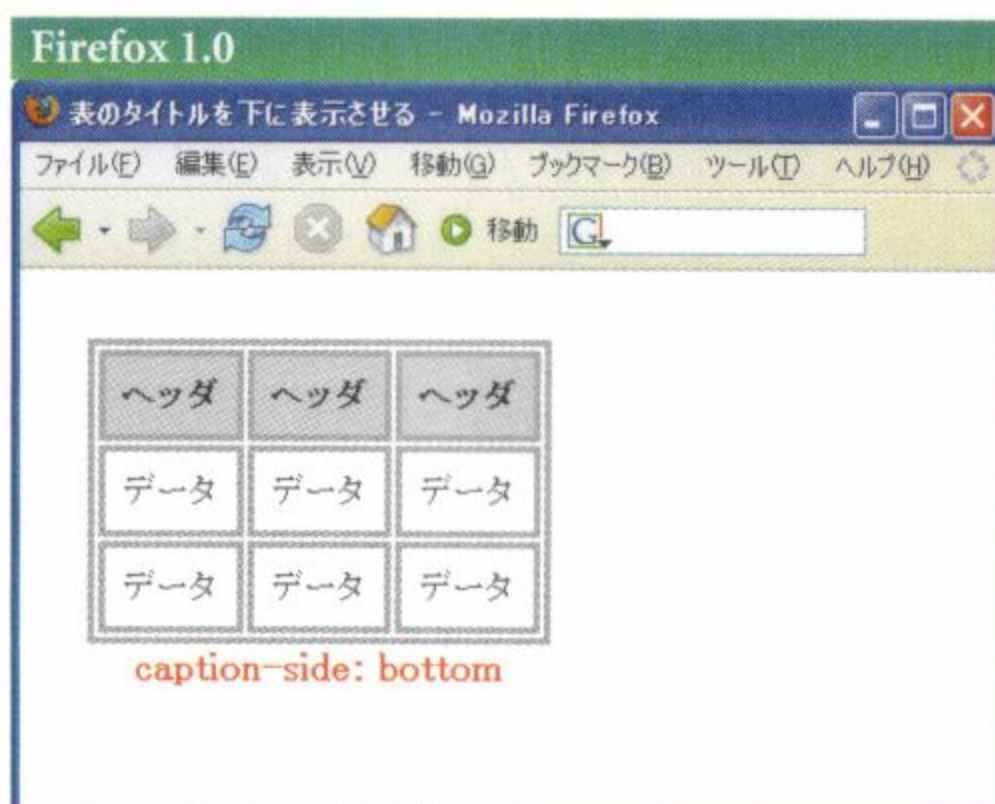 Firefox 1.0
表のタイトルを下に表示させる - Mozilla Firefox
ファイル(F) 編集(E) 表示(V) 移動(G) ブックマーク(B) ツール(T) ヘルプ(H)
移動 G
ヘッダ ヘッダ ヘッダ
データ データ データ
データ データ データ
caption-side: bottom